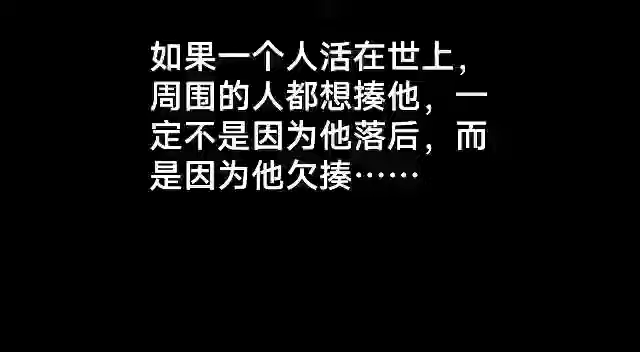 如果一个人活在世上，
周围的人都想揍他，一
定不是因为他落后，而
是因为他欠揍……